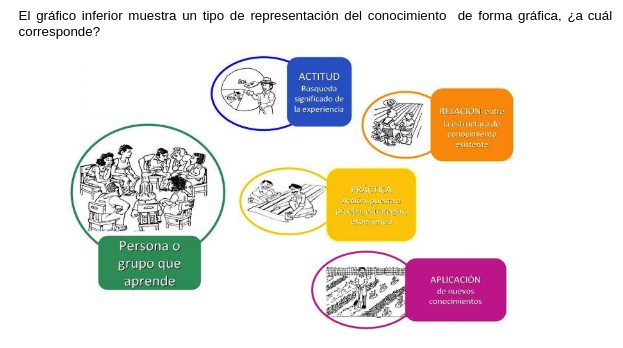 El gráfico inferior muestra un tipo de representación del conocimiento de forma gráfica, ¿a cuál
corresponde?
ACTITUD
Búsqueda
significado de
la experiencia
RELACIÓN entre
la estructura de
conocimiento
existente
PRÁCTICA
Acción, puesta a
prueba, estrategias,
experiencia
Persona o
grupo que
aprende
APLICACIÓN
de nuevos
conocimientos